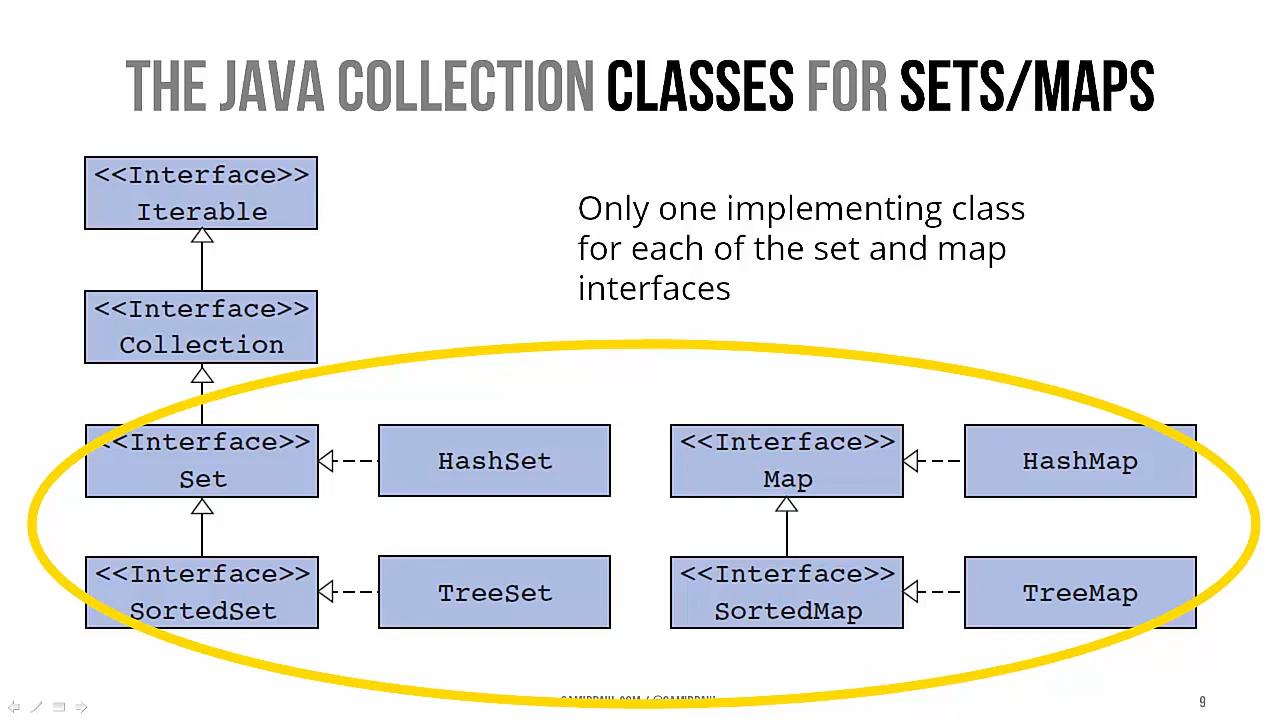 THE JAVA COLLECTION CLASSES FOR SETS/MAPS
<<Interface>>
Iterable
Only one implementing class
for each of the set and map
interfaces
<<Interface>>
Collection
<<Interface>>
Set
HashSet
<<Interface>>
Map
HashMap
<<Interface>>
SortedSet
TreeSet
<<Interface>>
SortedMap
TreeMap
9